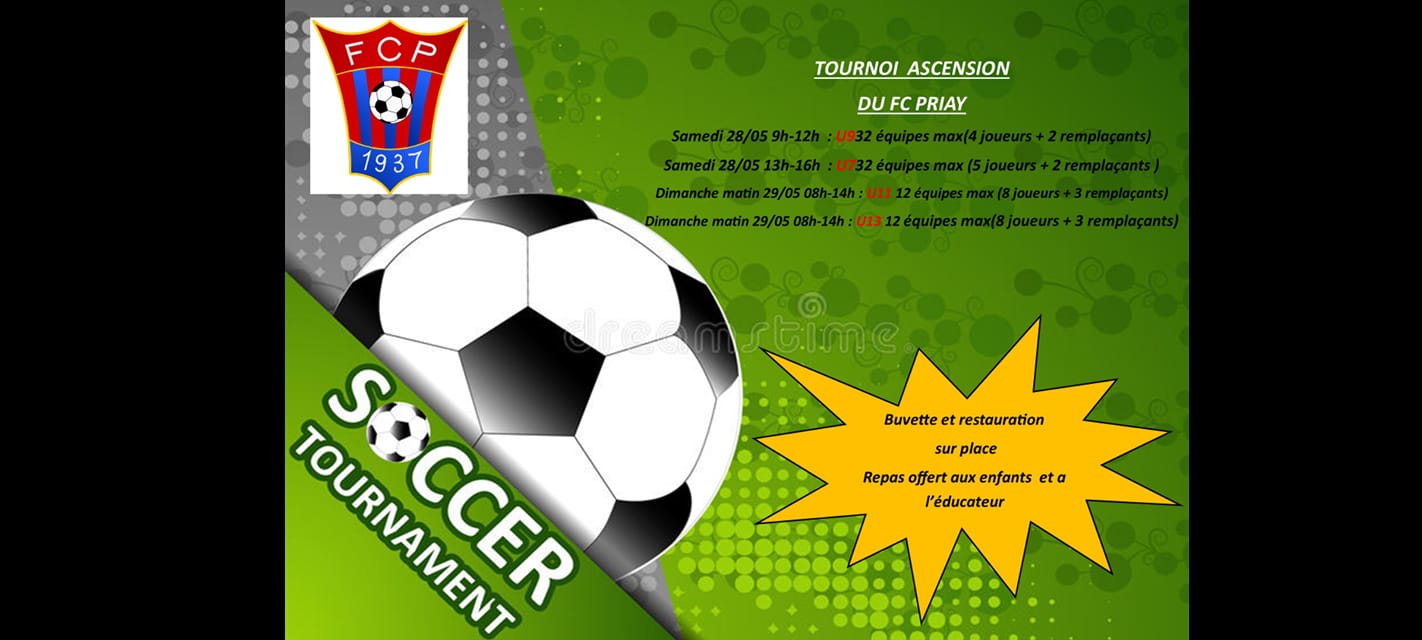 FCP
1937
TOURNOI ASCENSION
DU FC PRIAY
Samedi 28/05 9h-12h : U932 équipes max(4 joueurs + 2 remplaçants)
Samedi 28/05 13h-16h : U732 équipes max (5 joueurs + 2 remplaçants )
Dimanche matin 29/05 08h-14h : U11 12 équipes max (8 joueurs + 3 remplaçants)
Dimanche matin 29/05 08h-14h : U13 12 équipes max(8 joueurs + 3 remplaçants)
dreamstime
Buvette et restauration
sur place
Repas offert aux enfants et a
l’éducateur
SOCCER
TOURNAMENT